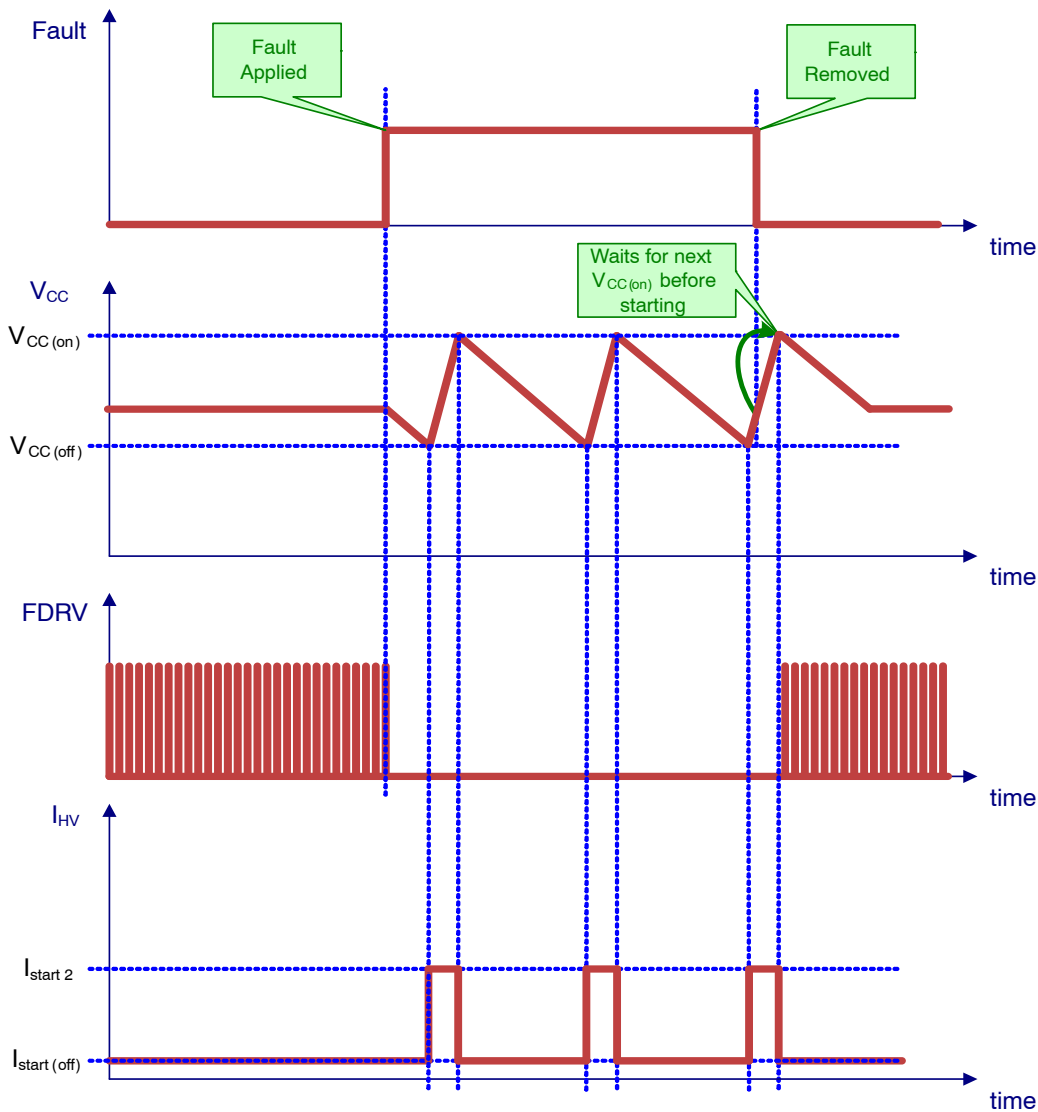 Fault
Fault
Applied
Fault
Removed
time
Waits for next
VCC(on) before
starting
VCC
VCC (on)
VCC (off)
time
FDRV
time
IHV
Istart 2
Istart (off)
time